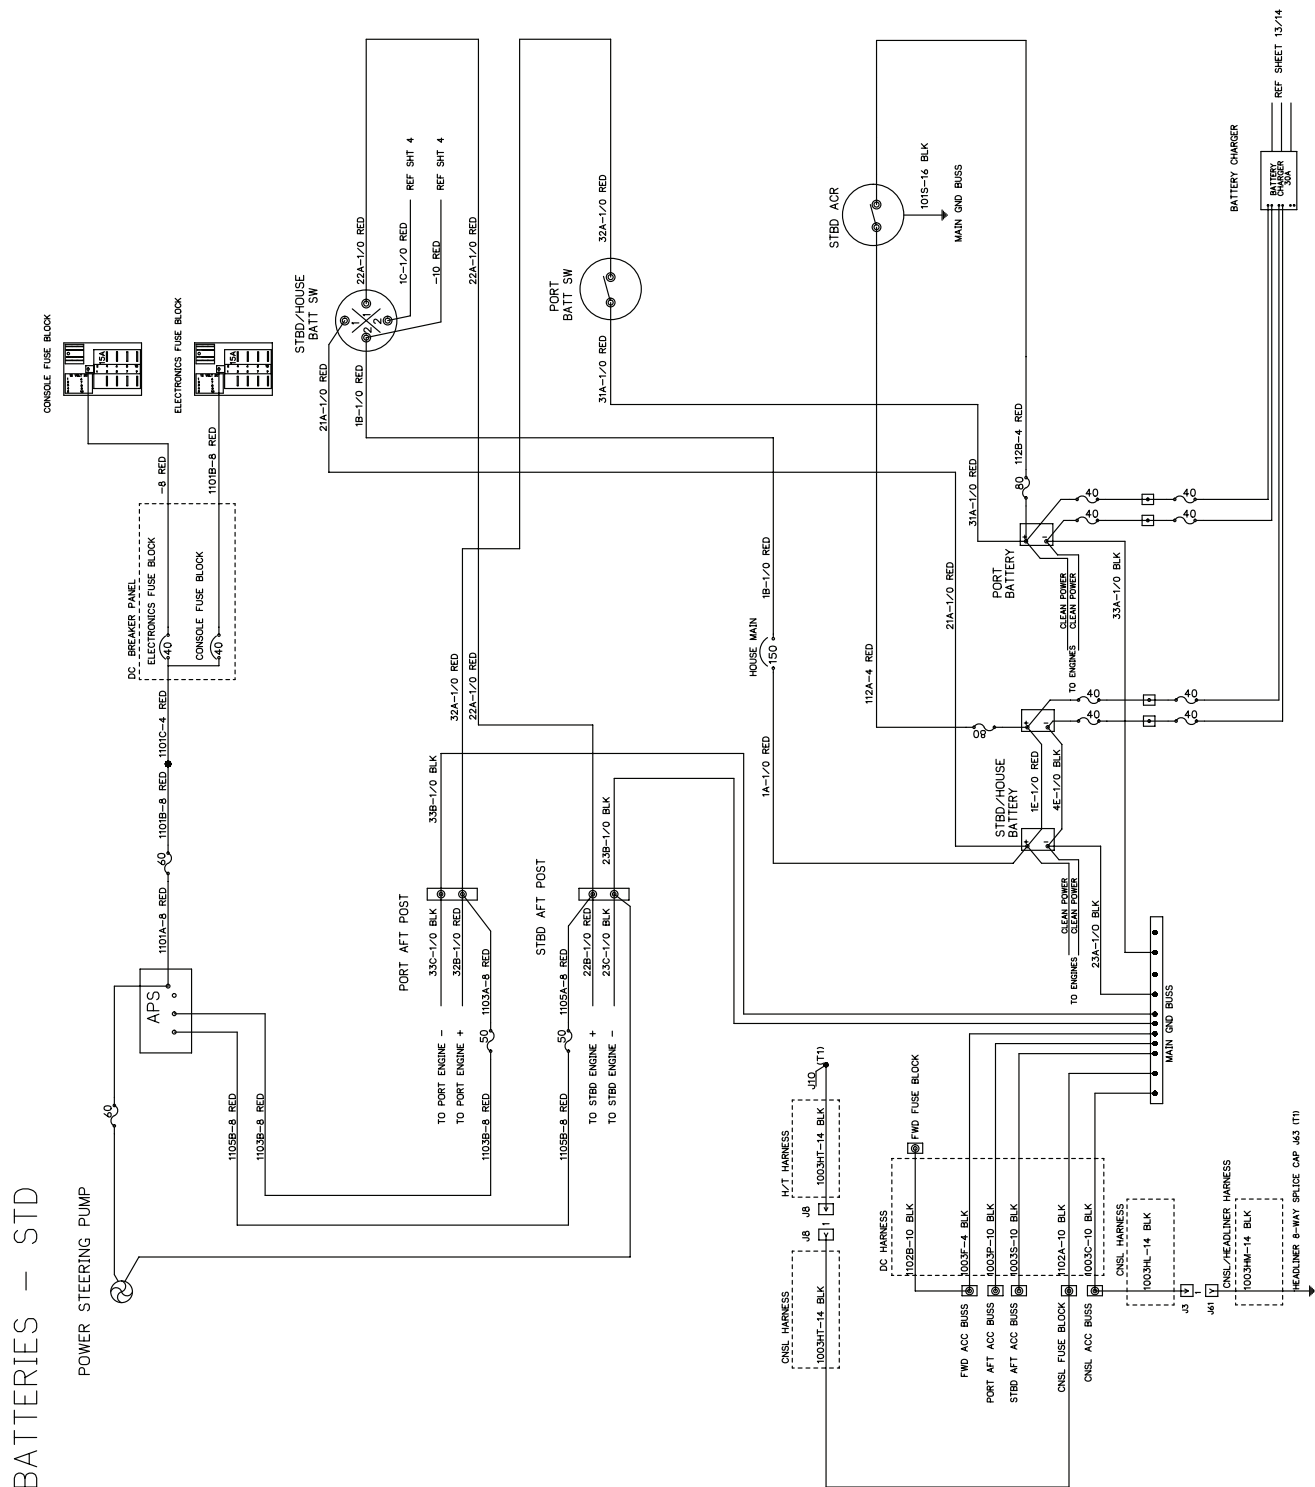 BATTERIES – STD
POWER STEERING PUMP
60
1105B-8 RED
1103B-8 RED
APS
1101A-8 RED
60
1101B-8 RED
1101C-4 RED
DC BREAKER PANEL
ELECTRONICS FUSE BLOCK
40
CONSOLE FUSE BLOCK
40
-8 RED
1101B-8 RED
CONSOLE FUSE BLOCK
15A
ELECTRONICS FUSE BLOCK
15A
STBD/HOUSE
BATT SW
1
1
2
2
22A-1/0 RED
1C-1/0 RED
REF SHT 4
-10 RED
REF SHT 4
22A-1/0 RED
21A-1/0 RED
1B-1/0 RED
PORT
BATT SW
32A-1/0 RED
31A-1/0 RED
32A-1/0 RED
22A-1/0 RED
33B-1/0 BLK
23B-1/0 BLK
PORT AFT POST
33C-1/0 BLK
32B-1/0 RED
1103A-8 RED
50
1103B-8 RED
TO PORT ENGINE -
TO PORT ENGINE +
STBD AFT POST
1105A-8 RED
22B-1/0 RED
23C-1/0 BLK
50
1105B-8 RED
TO STBD ENGINE +
TO STBD ENGINE -
STBD ACR
101S-16 BLK
MAIN GND BUSS
BATTERY CHARGER
BATTERY
CHARGER
30A
REF SHEET 13/14
HOUSE MAIN
150
1B-1/0 RED
1A-1/0 RED
112A-4 RED
80
21A-1/0 RED
31A-1/0 RED
112B-4 RED
80
PORT
BATTERY
+
-
40
40
40
40
CLEAN POWER
CLEAN POWER
TO ENGINES
33A-1/0 BLK
STBD/HOUSE
BATTERY
+
-
+
-
1E-1/0 RED
4E-1/0 BLK
40
40
40
40
CLEAN POWER
CLEAN POWER
TO ENGINES
23A-1/0 BLK
MAIN GND BUSS
J10 (T1)
H/T HARNESS
1003HT-14 BLK
J8
1
J8
CNSL HARNESS
1003HT-14 BLK
FWD FUSE BLOCK
DC HARNESS
1102B-10 BLK
1003F-4 BLK
1003P-10 BLK
1003S-10 BLK
1102A-10 BLK
1003C-10 BLK
FWD ACC BUSS
PORT AFT ACC BUSS
STBD AFT ACC BUSS
CNSL FUSE BLOCK
CNSL ACC BUSS
CNSL HARNESS
1003HL-14 BLK
J3
1
J61
CNSL/HEADLINER HARNESS
1003HM-14 BLK
HEADLINER 8-WAY SPLICE CAP J63 (T1)